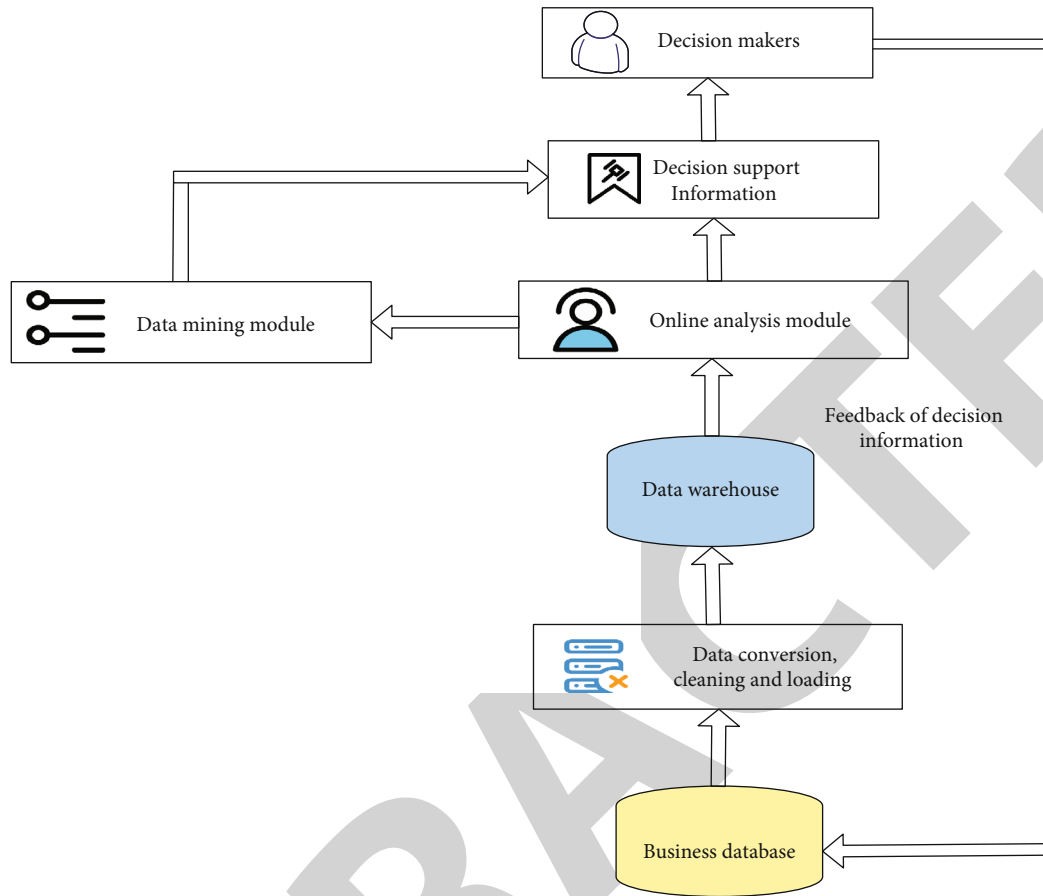 Decision makers
Decision support
Information
Data mining module
Online analysis module
Feedback of decision
information
Data warehouse
Data conversion,
cleaning and loading
Business database
RACTE